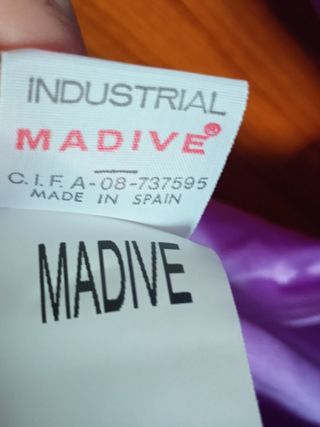 INDUSTRIAL
MADIVE®
C.I.F. A-08-737595
MADE IN SPAIN
MADIVE